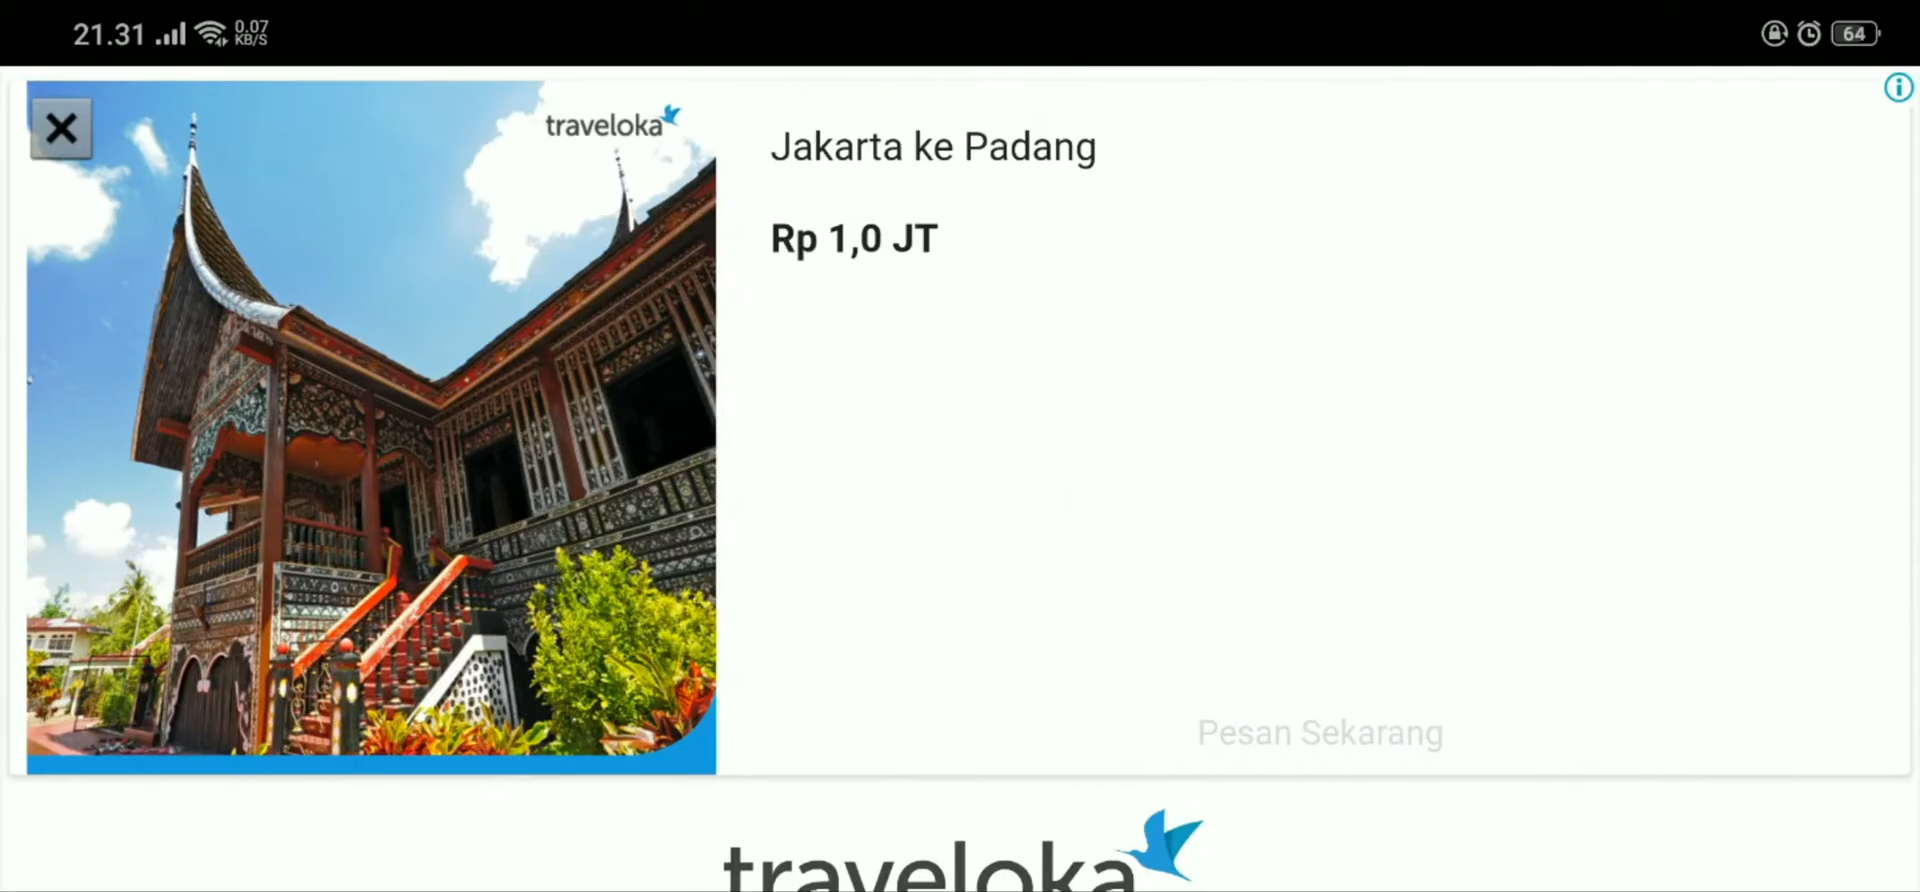 21.31
0.07
KB/S
64
traveloka
Jakarta ke Padang
Rp 1,0 JT
Pesan Sekarang
traveloka